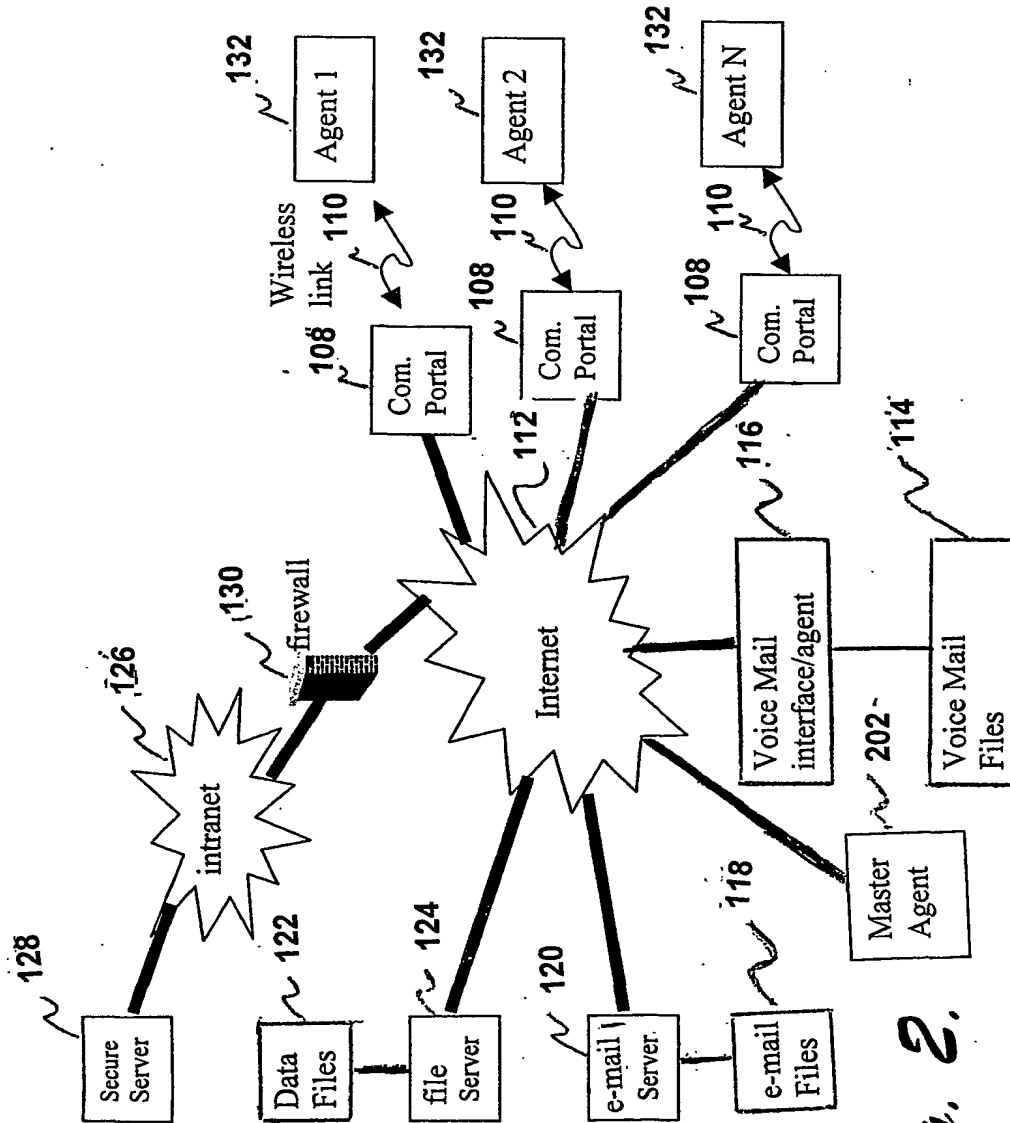 118
e-mail
Files
120
e-mail
Server
124
file
Server
122
Data
Files
128
Secure
Server
126
intranet
130
firewall
112
Internet
202
Master
Agent
116
Voice Mail
interface/agent
114
Voice Mail
Files
Wireless
link
110
108
Com.
Portal
132
Agent 1
110
108
Com.
Portal
132
Agent 2
110
108
Com.
Portal
132
Agent N
2.